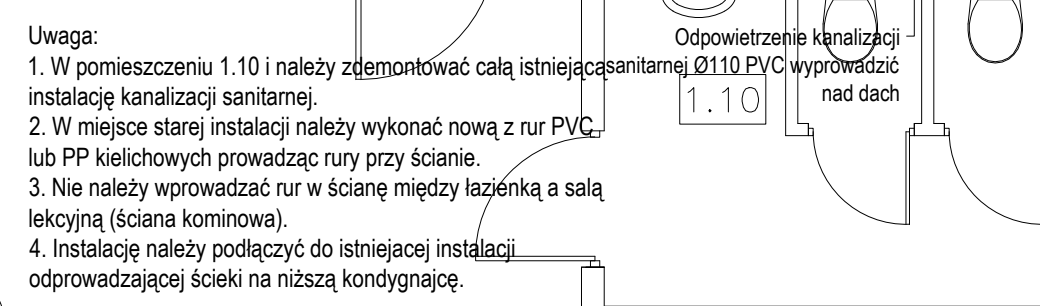 Uwaga:
1. W pomieszczeniu 1.10 i należy zdemontować całą istniejącą
instalację kanalizacji sanitarnej.
2. W miejsce starej instalacji należy wykonać nową z rur PVC
lub PP kielichowych prowadząc rury przy ścianie.
3. Nie należy wprowadzać rur w ścianę między łazienką a salą
lekcyjną (ściana kominowa).
4. Instalację należy podłączyć do istniejacej instalacji
odprowadzającej ścieki na niższą kondygnajcę.
Odpowietrzenie kanalizacji
sanitarnej Ø110 PVC wyprowadzić
nad dach
1.10